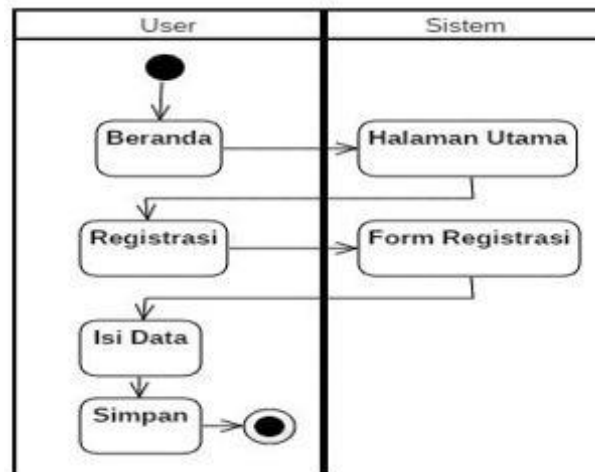 User
Sistem
Beranda
Halaman Utama
Registrasi
Form Registrasi
Isi Data
Simpan